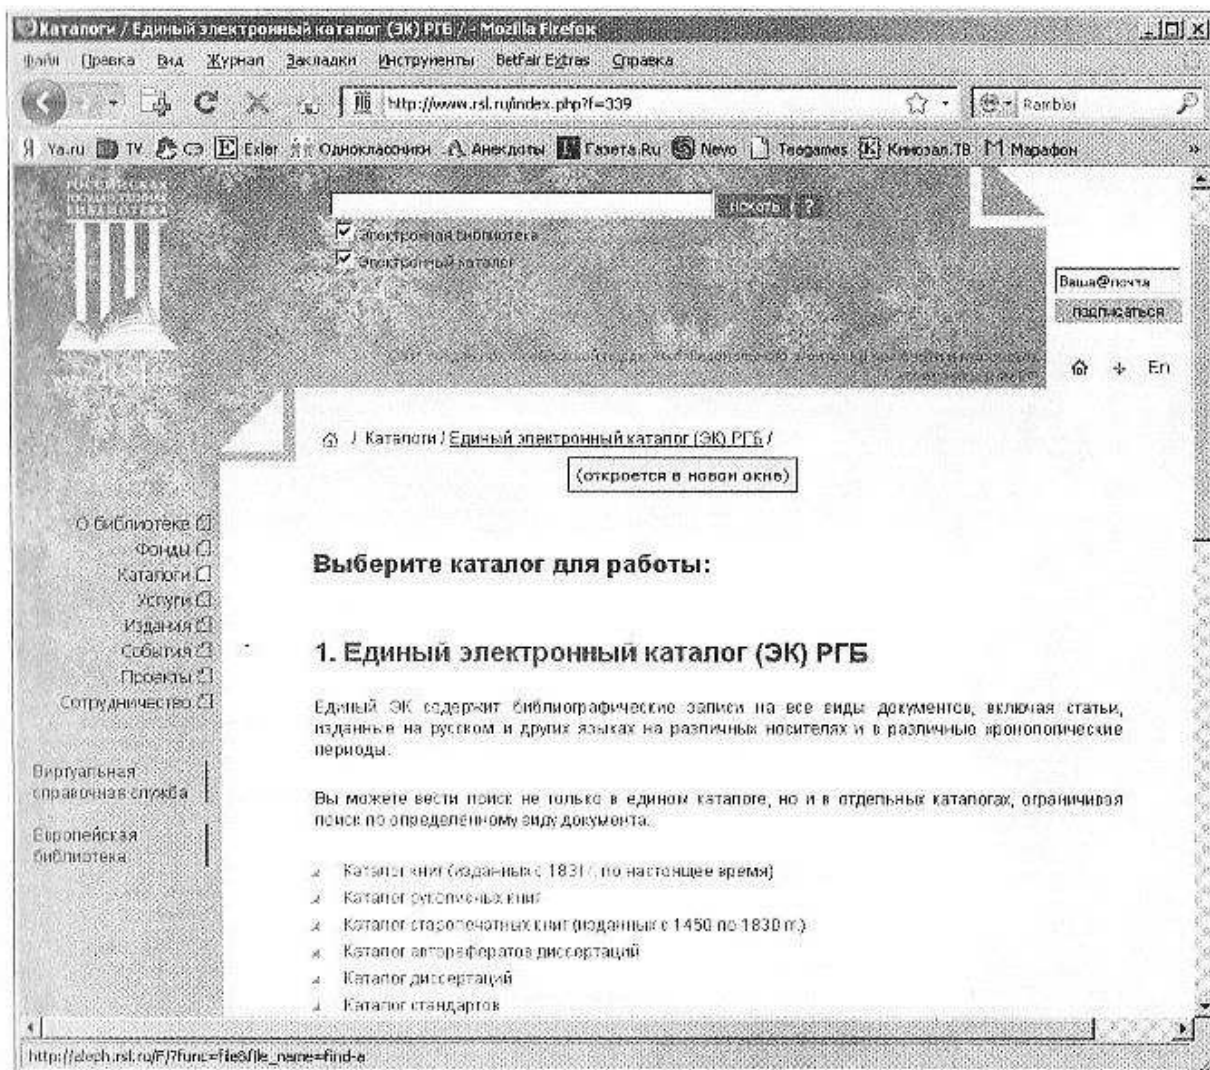 Каталоги / Единый электронный каталог (ЭК) РГБ / - Mozilla Firefox
Файл Правка Вид Журнал Закладки Инструменты Betfair Extras Справка
http://www.rsl.ru/index.php?f=339
Rambler
Ya.ru TV СЭ Exler Одноклассники Анекдоты Газета.Ru Nevo Teagames Кинозал.ТВ Марафон »
РОССИЙСКАЯ
ГОСУДАРСТВЕННАЯ
БИБЛИОТЕКА
искать ?
Электронная библиотека
Электронный каталог
Ваша@почта
подписаться
En
/ Каталоги / Единый электронный каталог (ЭК) РГБ /
(откроется в новом окне)
О библиотеке
Фонды
Каталоги
Услуги
Издания
События
Проекты
Сотрудничество
Виртуальная
справочная служба
Европейская
библиотека
Выберите каталог для работы:
1. Единый электронный каталог (ЭК) РГБ
Единый ЭК содержит библиографические записи на все виды документов, включая статьи,
изданные на русском и других языках на различных носителях и в различные хронологические
периоды.
Вы можете вести поиск не только в едином каталоге, но и в отдельных каталогах, ограничивая
поиск по определенному виду документа.
Каталог книг (изданных с 1831 г. по настоящее время)
Каталог рукописных книг
Каталог старопечатных книг (изданных с 1450 по 1830 гг.)
Каталог авторефератов диссертаций
Каталог диссертаций
Каталог стандартов
http://aleph.rsl.ru/F/?func=file&file_name=find-a